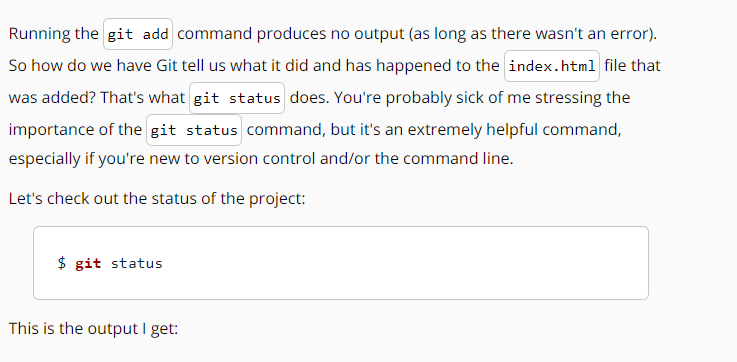 Running the git add command produces no output (as long as there wasn't an error).
So how do we have Git tell us what it did and has happened to the index.html file that
was added? That's what git status does. You're probably sick of me stressing the
importance of the git status command, but it's an extremely helpful command,
especially if you're new to version control and/or the command line.
Let's check out the status of the project:
$ git status
This is the output I get: